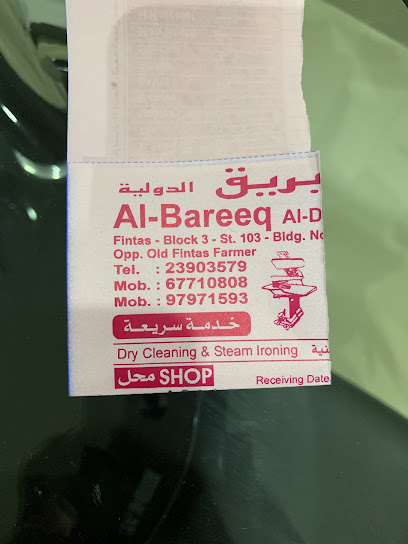 بريق الدولية
Al-Bareeq Al-D
Fintas - Block 3 - St. 103 - Bldg. No
Opp. Old Fintas Farmer
Tel. : 23903579
Mob. : 67710808
Mob. : 97971593
خدمة سريعة
Dry Cleaning & Steam Ironing
محل SHOP
Receiving Date